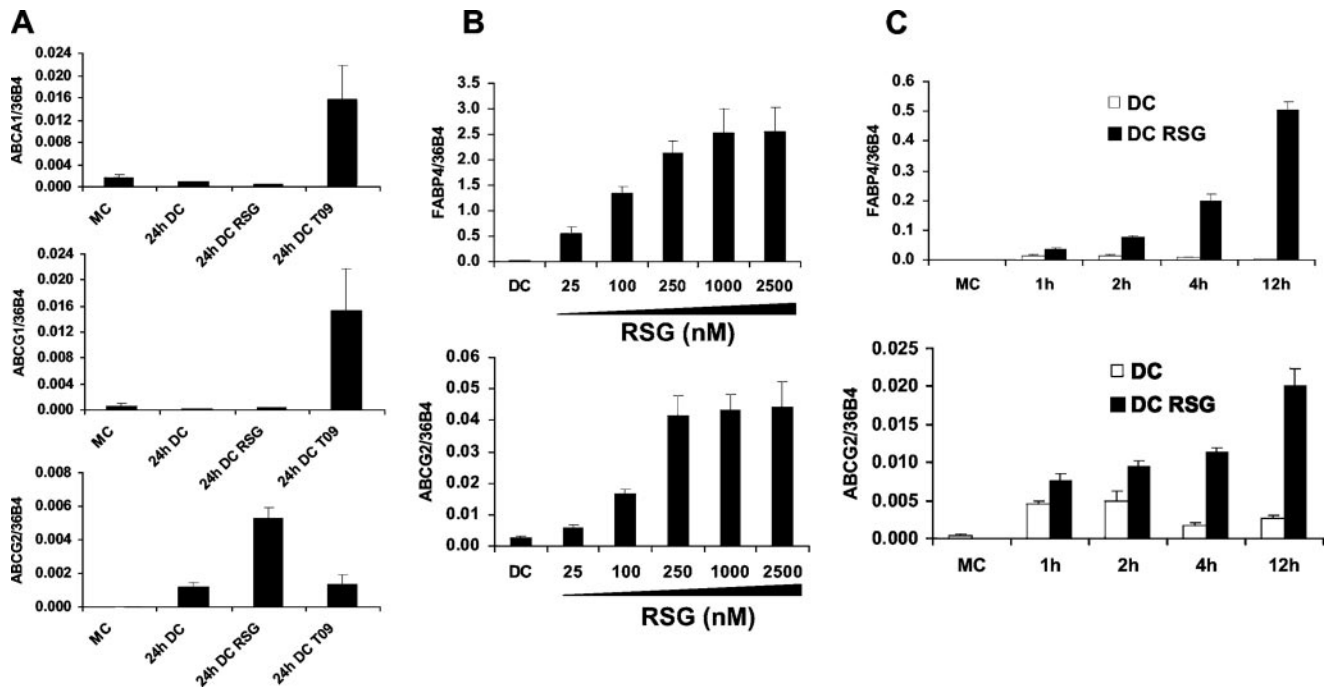 A
ABCA1/36B4
0.024
0.020
0.016
0.012
0.008
0.004
0.000
MC
24h DC
24h DC RSG
24h DC T09
ABCG1/36B4
0.024
0.020
0.016
0.012
0.008
0.004
0.000
MC
24h DC
24h DC RSG
24h DC T09
ABCG2/36B4
0.008
0.006
0.004
0.002
0.000
MC
24h DC
24h DC RSG
24h DC T09
B
FABP4/36B4
3.5
3.0
2.5
2.0
1.5
1.0
0.5
0.0
DC 25 100 250 1000 2500
RSG (nM)
ABCG2/36B4
0.06
0.05
0.04
0.03
0.02
0.01
0.00
DC 25 100 250 1000 2500
RSG (nM)
C
FABP4/36B4
0.6
0.5
0.4
0.3
0.2
0.1
0.0
DC
DC RSG
MC 1h 2h 4h 12h
ABCG2/36B4
0.025
0.020
0.015
0.010
0.005
0.000
DC
DC RSG
MC 1h 2h 4h 12h